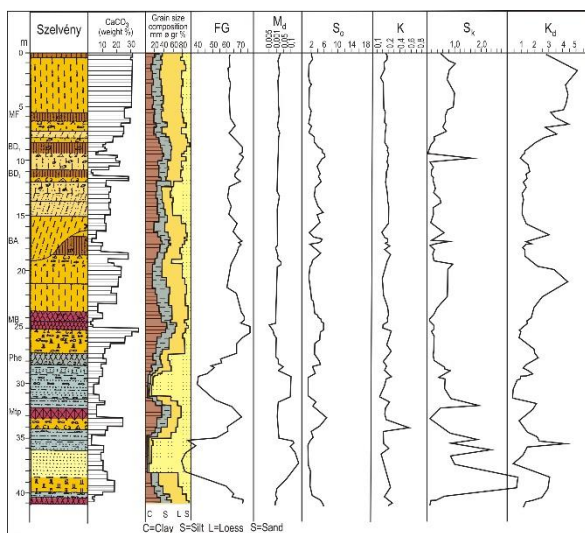 Szelvény
CaCO3
(weight %)
10 20 30
Grain size
composition
mm ø gr %
20 40 60 80
FG
40 60 70
Md
0,005
0,001
0,05
0,1
So
2 6 10 14 18
K
0,1 0,2 0,4 0,6 0,8
Sk
1,0 2,0
Kd
1 2 3 4 5
m
0
5
MF
BD1
10
BD2
15
BA
20
MB
25
Phe
30
Mtp
35
40
C S L S
C=Clay S=Silt L=Loess S=Sand